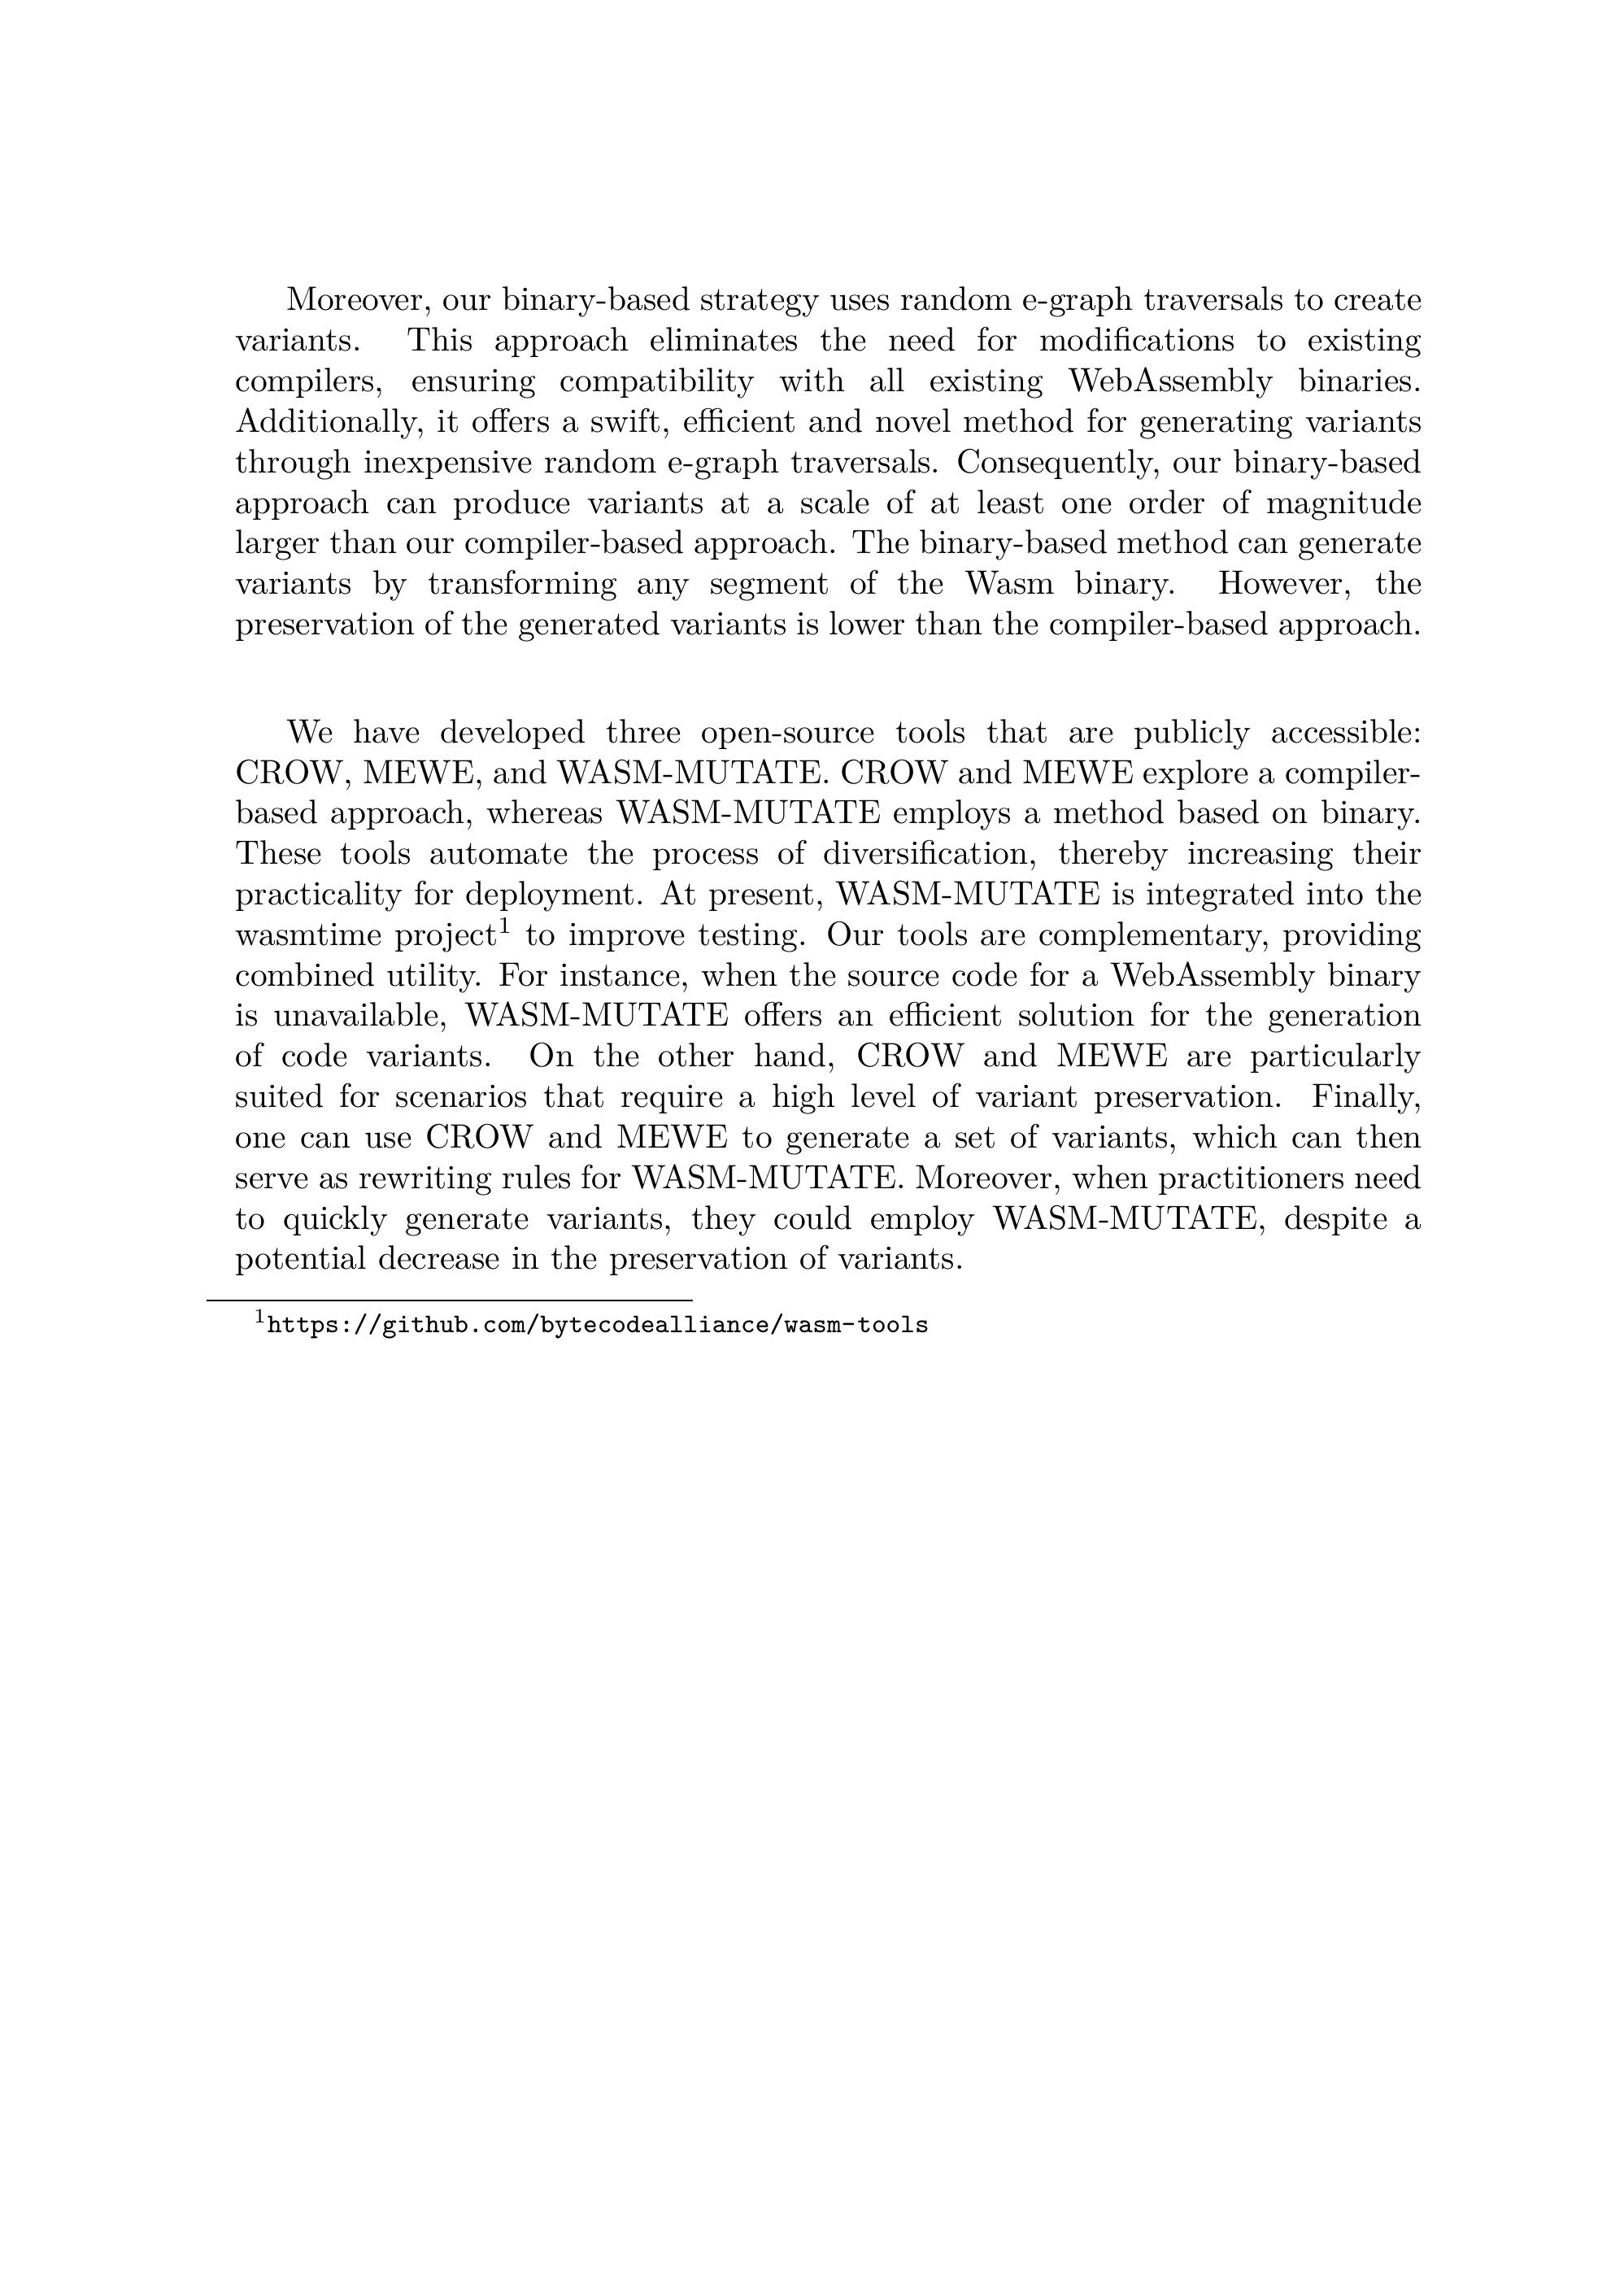 Moreover, our binary-based strategy uses random e-graph traversals to create
variants. This approach eliminates the need for modifications to existing
compilers, ensuring compatibility with all existing WebAssembly binaries.
Additionally, it offers a swift, efficient and novel method for generating variants
through inexpensive random e-graph traversals. Consequently, our binary-based
approach can produce variants at a scale of at least one order of magnitude
larger than our compiler-based approach. The binary-based method can generate
variants by transforming any segment of the Wasm binary. However, the
preservation of the generated variants is lower than the compiler-based approach.
We have developed three open-source tools that are publicly accessible:
CROW, MEWE, and WASM-MUTATE. CROW and MEWE explore a compiler-
based approach, whereas WASM-MUTATE employs a method based on binary.
These tools automate the process of diversification, thereby increasing their
practicality for deployment. At present, WASM-MUTATE is integrated into the
wasmtime project¹ to improve testing. Our tools are complementary, providing
combined utility. For instance, when the source code for a WebAssembly binary
is unavailable, WASM-MUTATE offers an efficient solution for the generation
of code variants. On the other hand, CROW and MEWE are particularly
suited for scenarios that require a high level of variant preservation. Finally,
one can use CROW and MEWE to generate a set of variants, which can then
serve as rewriting rules for WASM-MUTATE. Moreover, when practitioners need
to quickly generate variants, they could employ WASM-MUTATE, despite a
potential decrease in the preservation of variants.
¹https://github.com/bytecodealliance/wasm-tools